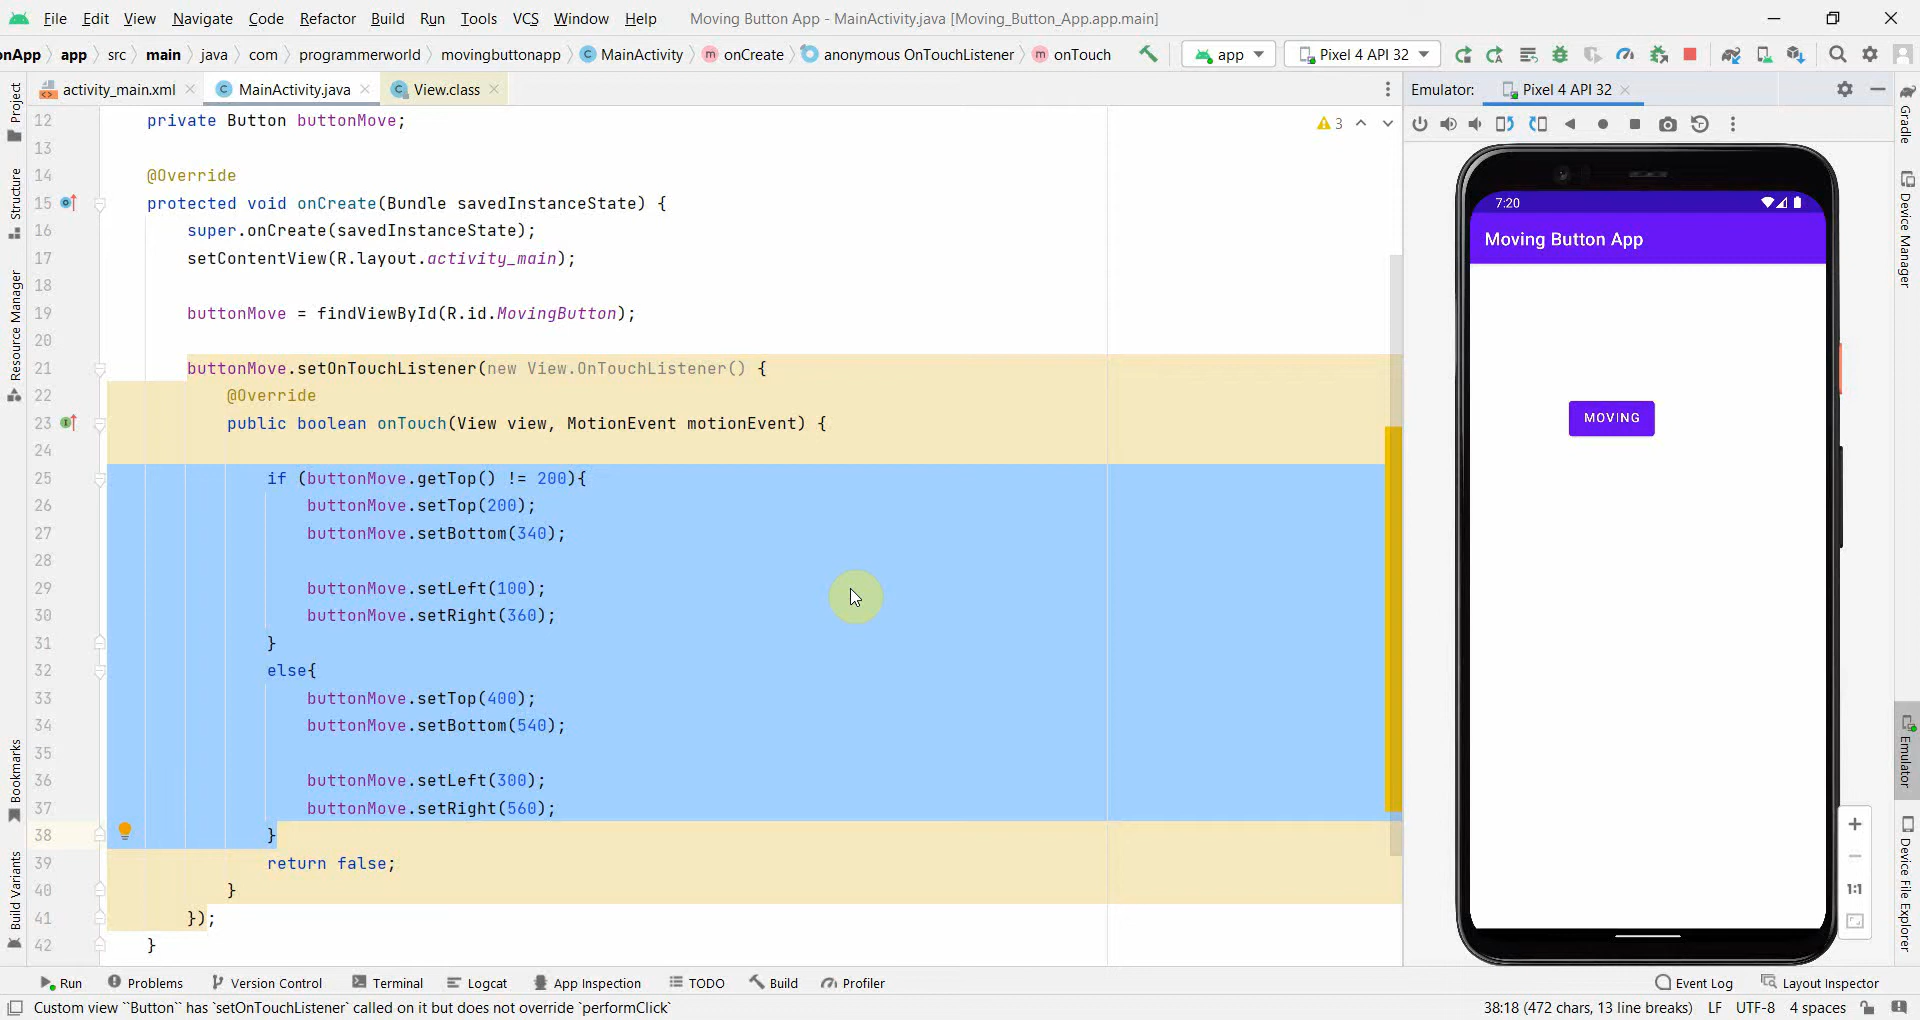 File Edit View Navigate Code Refactor Build Run Tools VCS Window Help Moving Button App - MainActivity.java [Moving_Button_App.app.main]
onApp app src main java com programmerworld movingbuttonapp MainActivity onCreate anonymous OnTouchListener onTouch app Pixel 4 API 32
activity_main.xml MainActivity.java View.class Emulator: Pixel 4 API 32
12 private Button buttonMove;
3
13
14 @Override
15 protected void onCreate(Bundle savedInstanceState) {
16 super.onCreate(savedInstanceState);
17 setContentView(R.layout.activity_main);
18
19 buttonMove = findViewById(R.id.MovingButton);
20
21 buttonMove.setOnTouchListener(new View.OnTouchListener() {
22 @Override
23 public boolean onTouch(View view, MotionEvent motionEvent) {
24
25 if (buttonMove.getTop() != 200){
26 buttonMove.setTop(200);
27 buttonMove.setBottom(340);
28
29 buttonMove.setLeft(100);
30 buttonMove.setRight(360);
31 }
32 else{
33 buttonMove.setTop(400);
34 buttonMove.setBottom(540);
35
36 buttonMove.setLeft(300);
37 buttonMove.setRight(560);
38 }
39 return false;
40 }
41 });
42 }
Project
Structure
Resource Manager
Bookmarks
Build Variants
7:20
Moving Button App
MOVING
1:1
Gradle
Device Manager
Emulator
Device File Explorer
Run Problems Version Control Terminal Logcat App Inspection TODO Build Profiler Event Log Layout Inspector
Custom view ``Button`` has `setOnTouchListener` called on it but does not override `performClick` 38:18 (472 chars, 13 line breaks) LF UTF-8 4 spaces